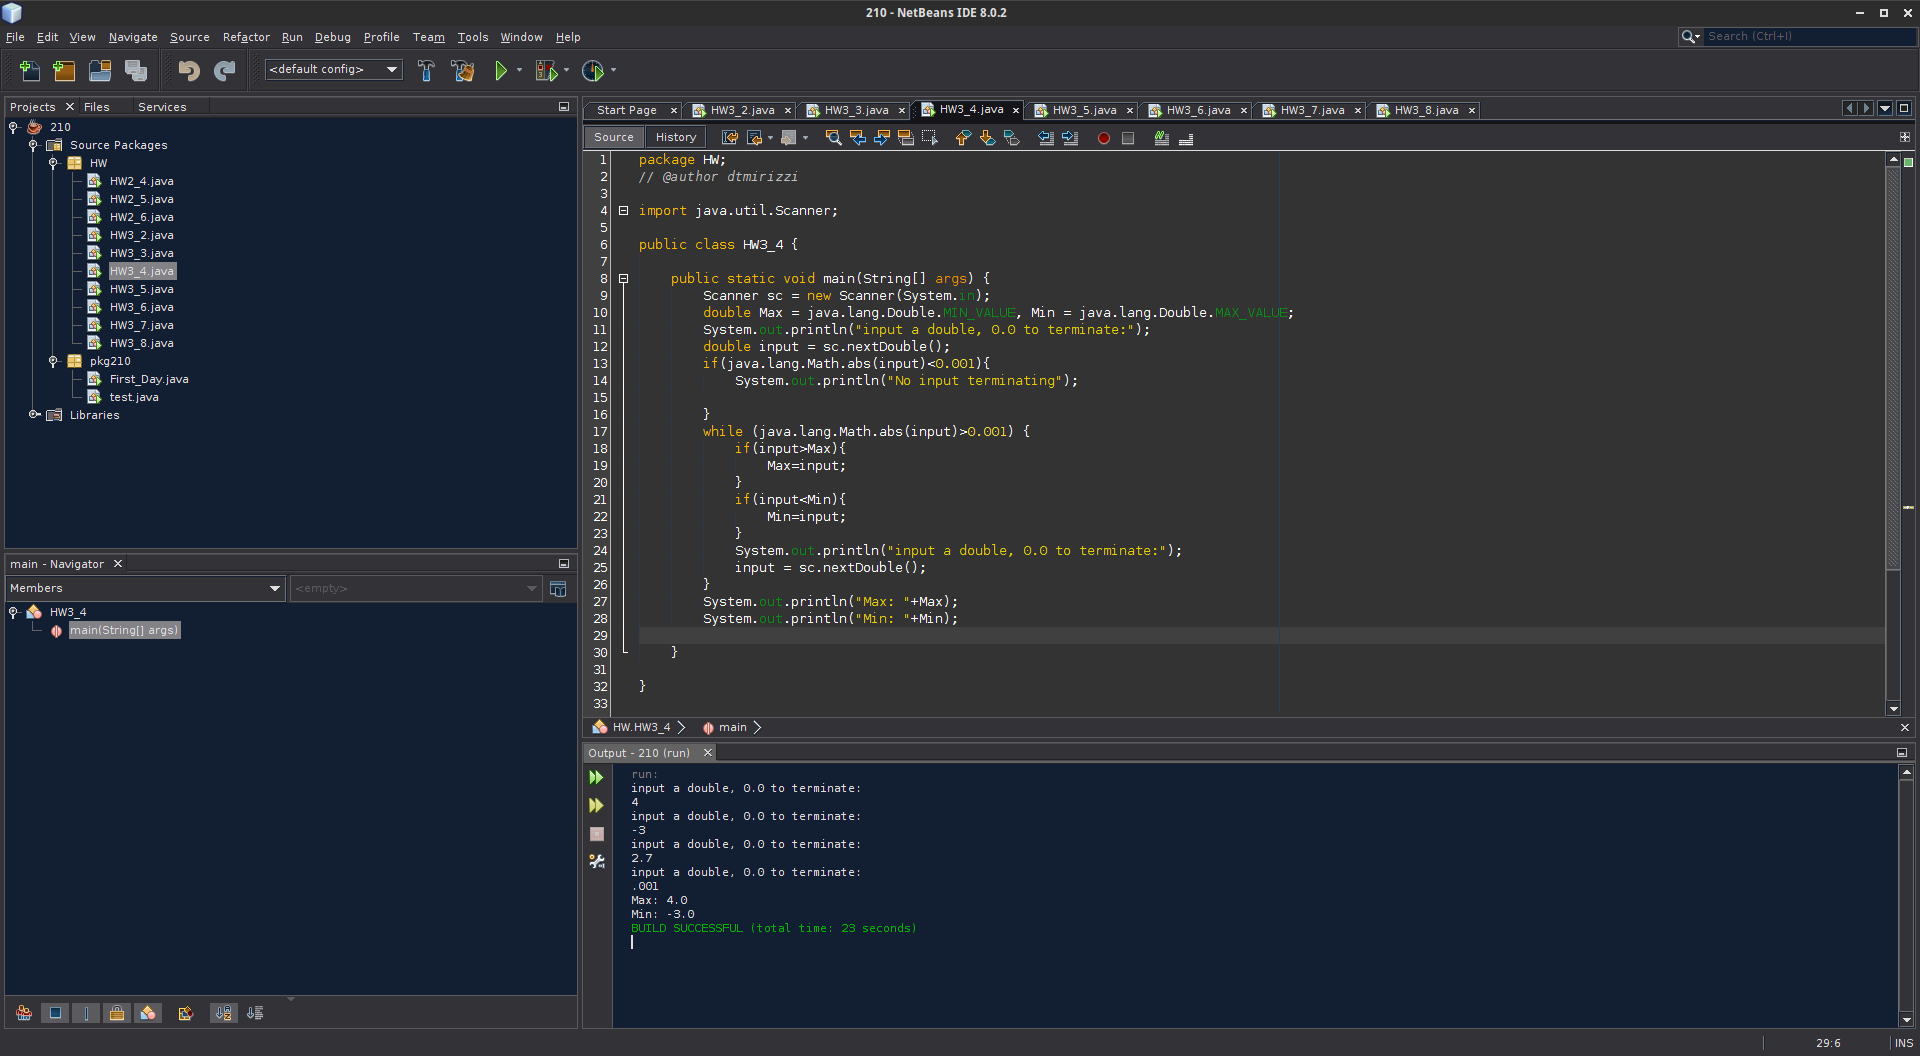 210 - NetBeans IDE 8.0.2
File Edit View Navigate Source Refactor Run Debug Profile Team Tools Window Help
Search (Ctrl+I)
<default config>
Projects Files Services
210
Source Packages
HW
HW2_4.java
HW2_5.java
HW2_6.java
HW3_2.java
HW3_3.java
HW3_4.java
HW3_5.java
HW3_6.java
HW3_7.java
HW3_8.java
pkg210
First_Day.java
test.java
Libraries
main - Navigator
Members <empty>
HW3_4
main(String[] args)
Start Page HW3_2.java HW3_3.java HW3_4.java HW3_5.java HW3_6.java HW3_7.java HW3_8.java
Source History
1 package HW;
2 // @author dtmirizzi
3
4 import java.util.Scanner;
5
6 public class HW3_4 {
7
8 public static void main(String[] args) {
9 Scanner sc = new Scanner(System.in);
10 double Max = java.lang.Double.MIN_VALUE, Min = java.lang.Double.MAX_VALUE;
11 System.out.println("input a double, 0.0 to terminate:");
12 double input = sc.nextDouble();
13 if(java.lang.Math.abs(input)<0.001){
14 System.out.println("No input terminating");
15
16 }
17 while (java.lang.Math.abs(input)>0.001) {
18 if(input>Max){
19 Max=input;
20 }
21 if(input<Min){
22 Min=input;
23 }
24 System.out.println("input a double, 0.0 to terminate:");
25 input = sc.nextDouble();
26 }
27 System.out.println("Max: "+Max);
28 System.out.println("Min: "+Min);
29
30 }
31
32 }
33
HW.HW3_4 main
Output - 210 (run)
run:
input a double, 0.0 to terminate:
4
input a double, 0.0 to terminate:
-3
input a double, 0.0 to terminate:
2.7
input a double, 0.0 to terminate:
.001
Max: 4.0
Min: -3.0
BUILD SUCCESSFUL (total time: 23 seconds)
29:6 INS